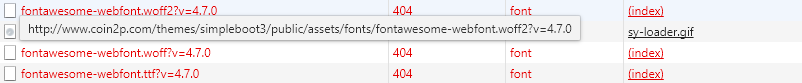 fontawesome-webfont.woff2?v=4.7.0 404 font (index)
http://www.coin2p.com/themes/simpleboot3/public/assets/fonts/fontawesome-webfont.woff2?v=4.7.0 sy-loader.gif
fontawesome-webfont.woff?v=4.7.0 404 font (index)
fontawesome-webfont.ttf?v=4.7.0 404 font (index)